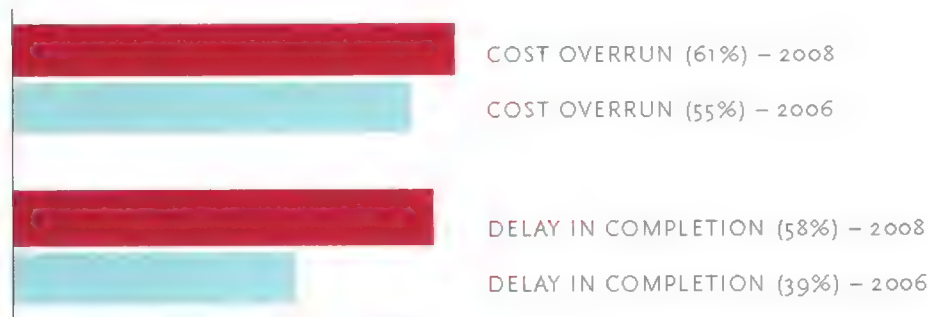 COST OVERRUN (61%) – 2008
COST OVERRUN (55%) – 2006
DELAY IN COMPLETION (58%) – 2008
DELAY IN COMPLETION (39%) – 2006